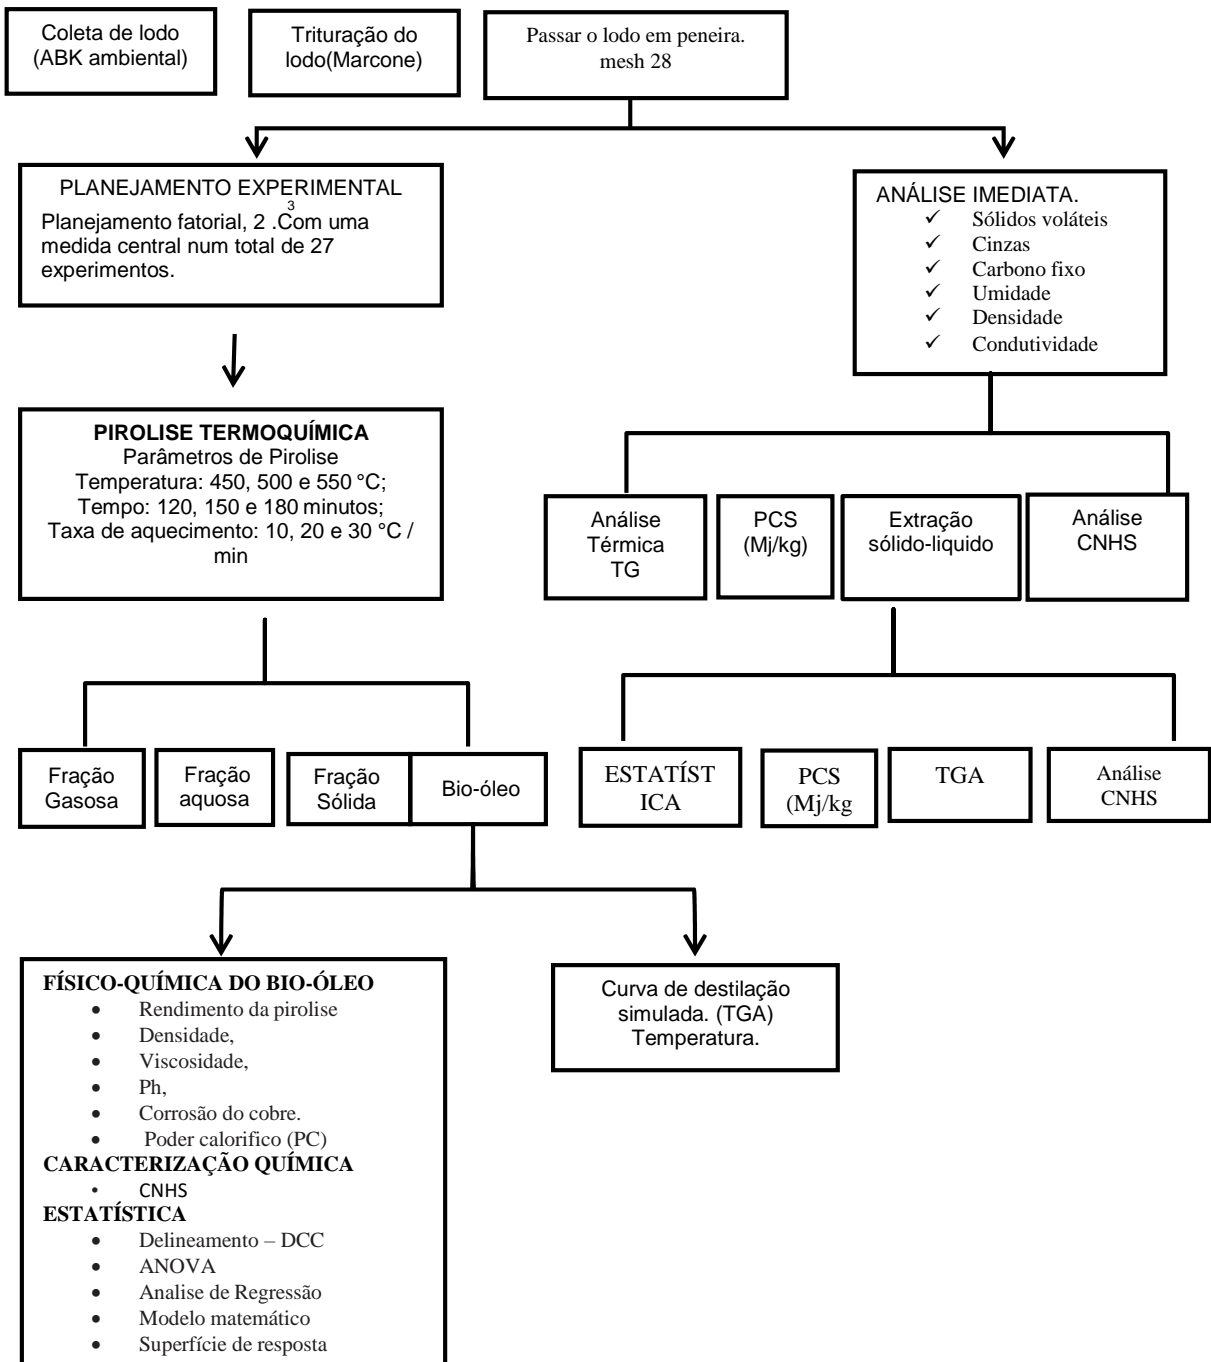 Coleta de lodo
(ABK ambiental)
Trituração do
lodo(Marcone)
Passar o lodo em peneira.
mesh 28
PLANEJAMENTO EXPERIMENTAL
Planejamento fatorial, 2³.Com uma
medida central num total de 27
experimentos.
ANÁLISE IMEDIATA.
✓ Sólidos voláteis
✓ Cinzas
✓ Carbono fixo
✓ Umidade
✓ Densidade
✓ Condutividade
PIROLISE TERMOQUÍMICA
Parâmetros de Pirolise
Temperatura: 450, 500 e 550 °C;
Tempo: 120, 150 e 180 minutos;
Taxa de aquecimento: 10, 20 e 30 °C /
min
Análise
Térmica
TG
PCS
(Mj/kg)
Extração
sólido-liquido
Análise
CNHS
Fração
Gasosa
Fração
aquosa
Fração
Sólida
Bio-óleo
ESTATÍST
ICA
PCS
(Mj/kg
TGA
Análise
CNHS
FÍSICO-QUÍMICA DO BIO-ÓLEO
• Rendimento da pirolise
• Densidade,
• Viscosidade,
• Ph,
• Corrosão do cobre.
• Poder calorifico (PC)
CARACTERIZAÇÃO QUÍMICA
• CNHS
ESTATÍSTICA
• Delineamento – DCC
• ANOVA
• Analise de Regressão
• Modelo matemático
• Superfície de resposta
Curva de destilação
simulada. (TGA)
Temperatura.